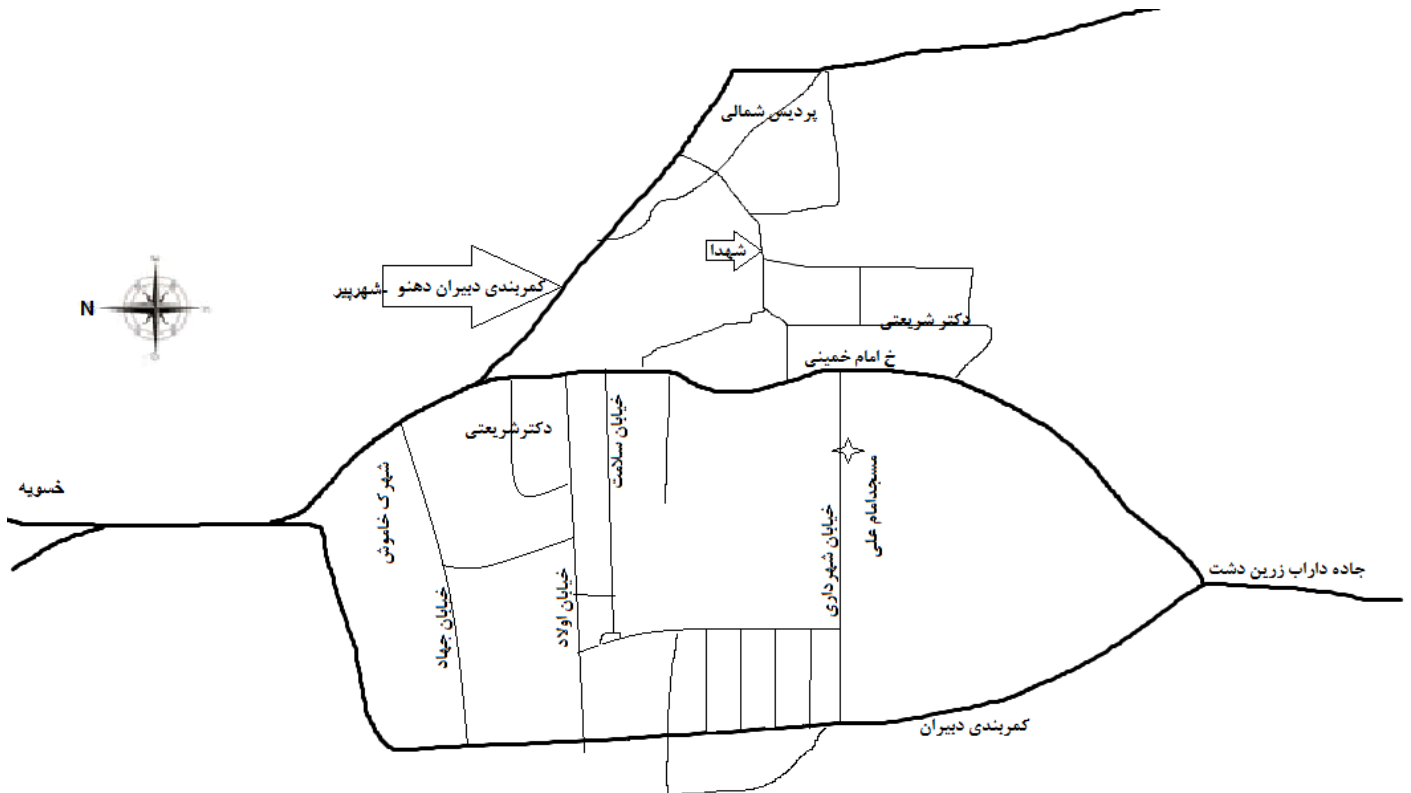 پردیس شمالی
شهدا
کمربندی دبیران دهنو -شهرپیر
N
دکتر شریعتی
خ امام خمینی
دکترشریعتی
خیابان سلامت
مسجدامام علی
خسویه
شهرک خاموش
خیابان شهرداری
جاده داراب زرین دشت
خیابان اولاد
خیابان جهاد
کمربندی دبیران